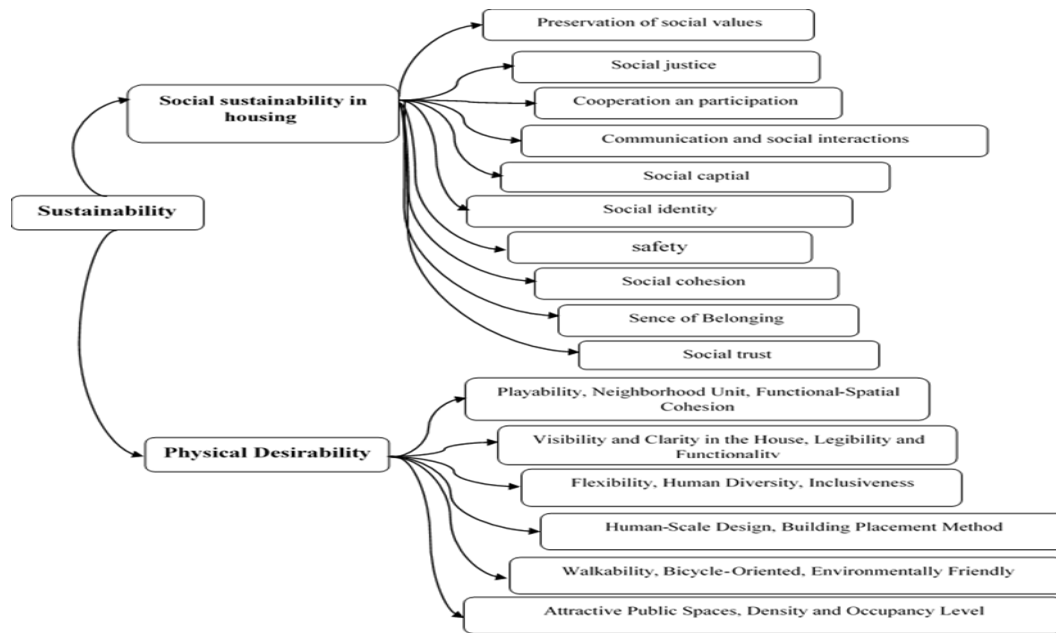 Preservation of social values
Social justice
Social sustainability in
housing
Cooperation an participation
Communication and social interactions
Social captial
Sustainability
Social identity
safety
Social cohesion
Sence of Belonging
Social trust
Playability, Neighborhood Unit, Functional-Spatial
Cohesion
Physical Desirability
Visibility and Clarity in the House, Legibility and
Functionality
Flexibility, Human Diversity, Inclusiveness
Human-Scale Design, Building Placement Method
Walkability, Bicycle-Oriented, Environmentally Friendly
Attractive Public Spaces, Density and Occupancy Level